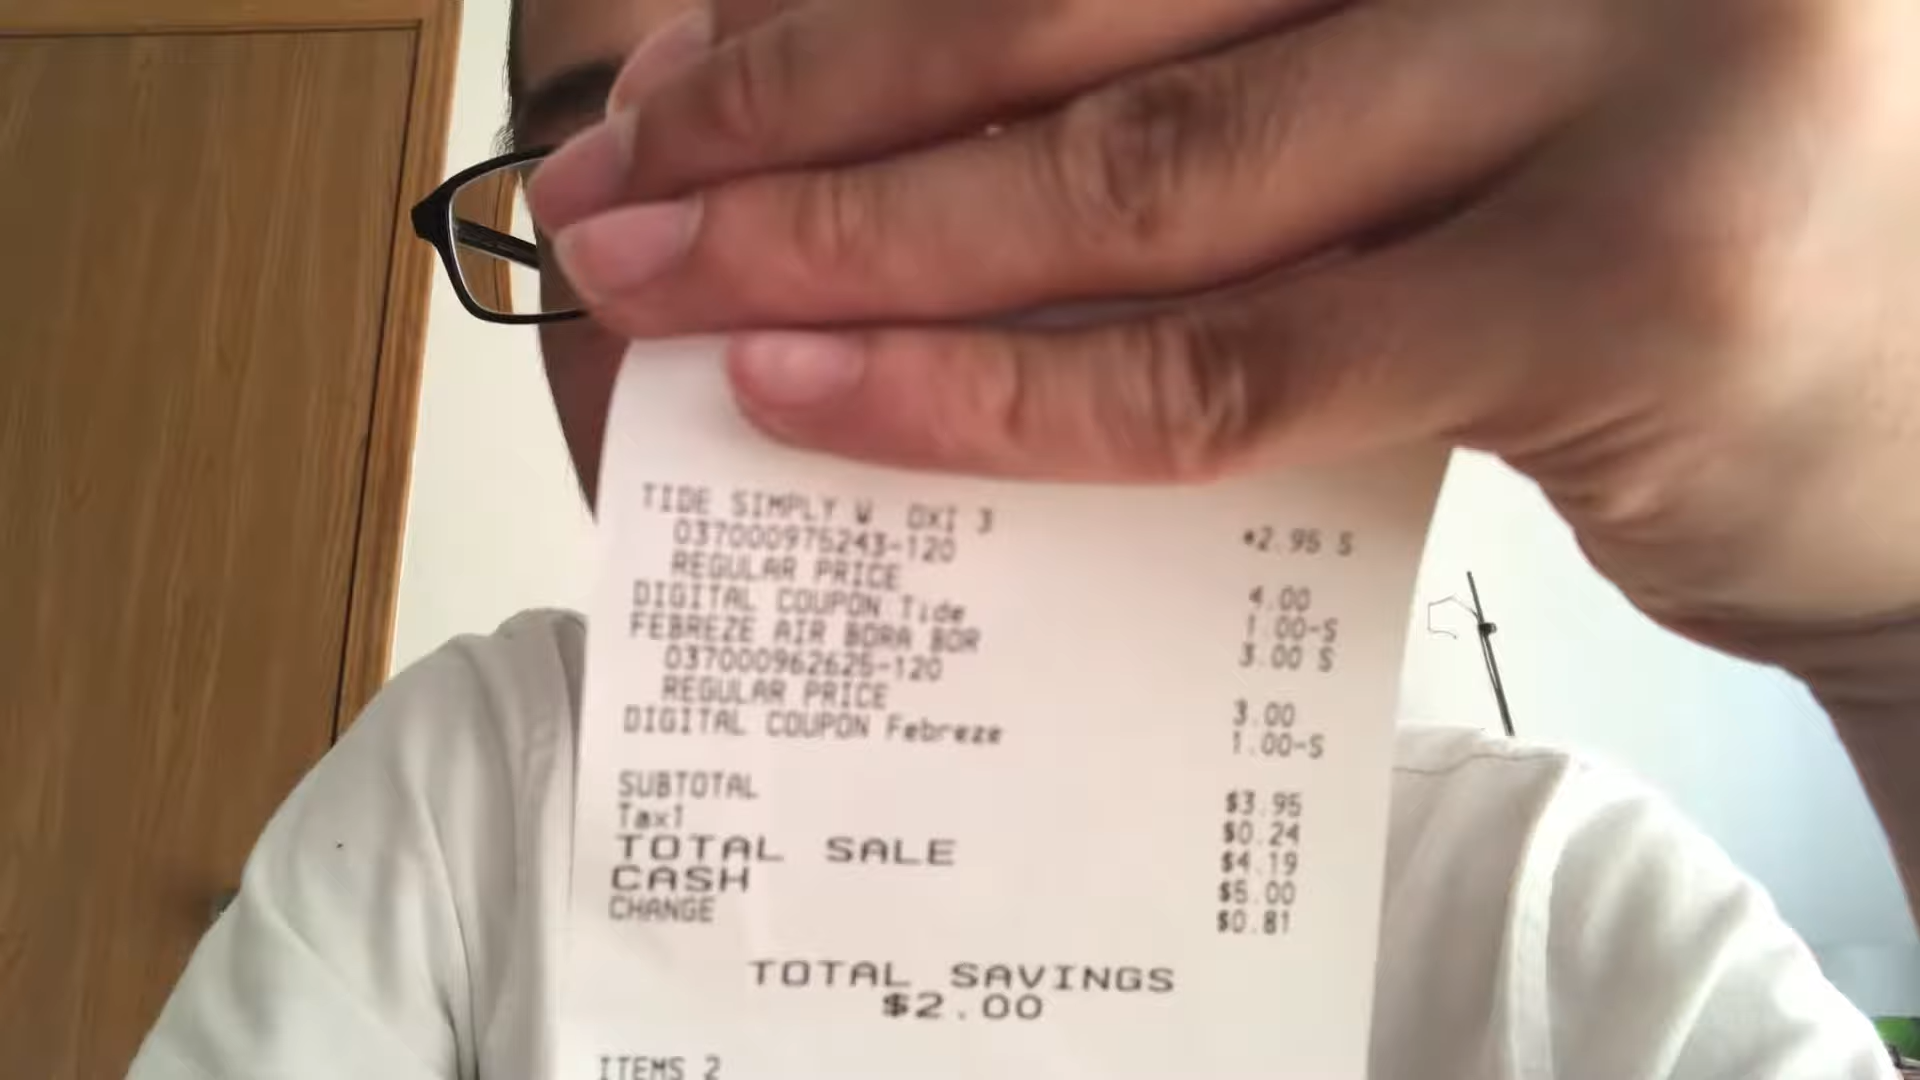 TIDE SIMPLY W OXI 3 *2.95 S
037000975243-120
REGULAR PRICE 4.00
DIGITAL COUPON Tide 1.00-S
FEBREZE AIR BORA BOR 3.00 S
037000962625-120
REGULAR PRICE 3.00
DIGITAL COUPON Febreze 1.00-S
SUBTOTAL $3.95
Tax1 $0.24
TOTAL SALE $4.19
CASH $5.00
CHANGE $0.81
TOTAL SAVINGS
$2.00
ITEMS 2